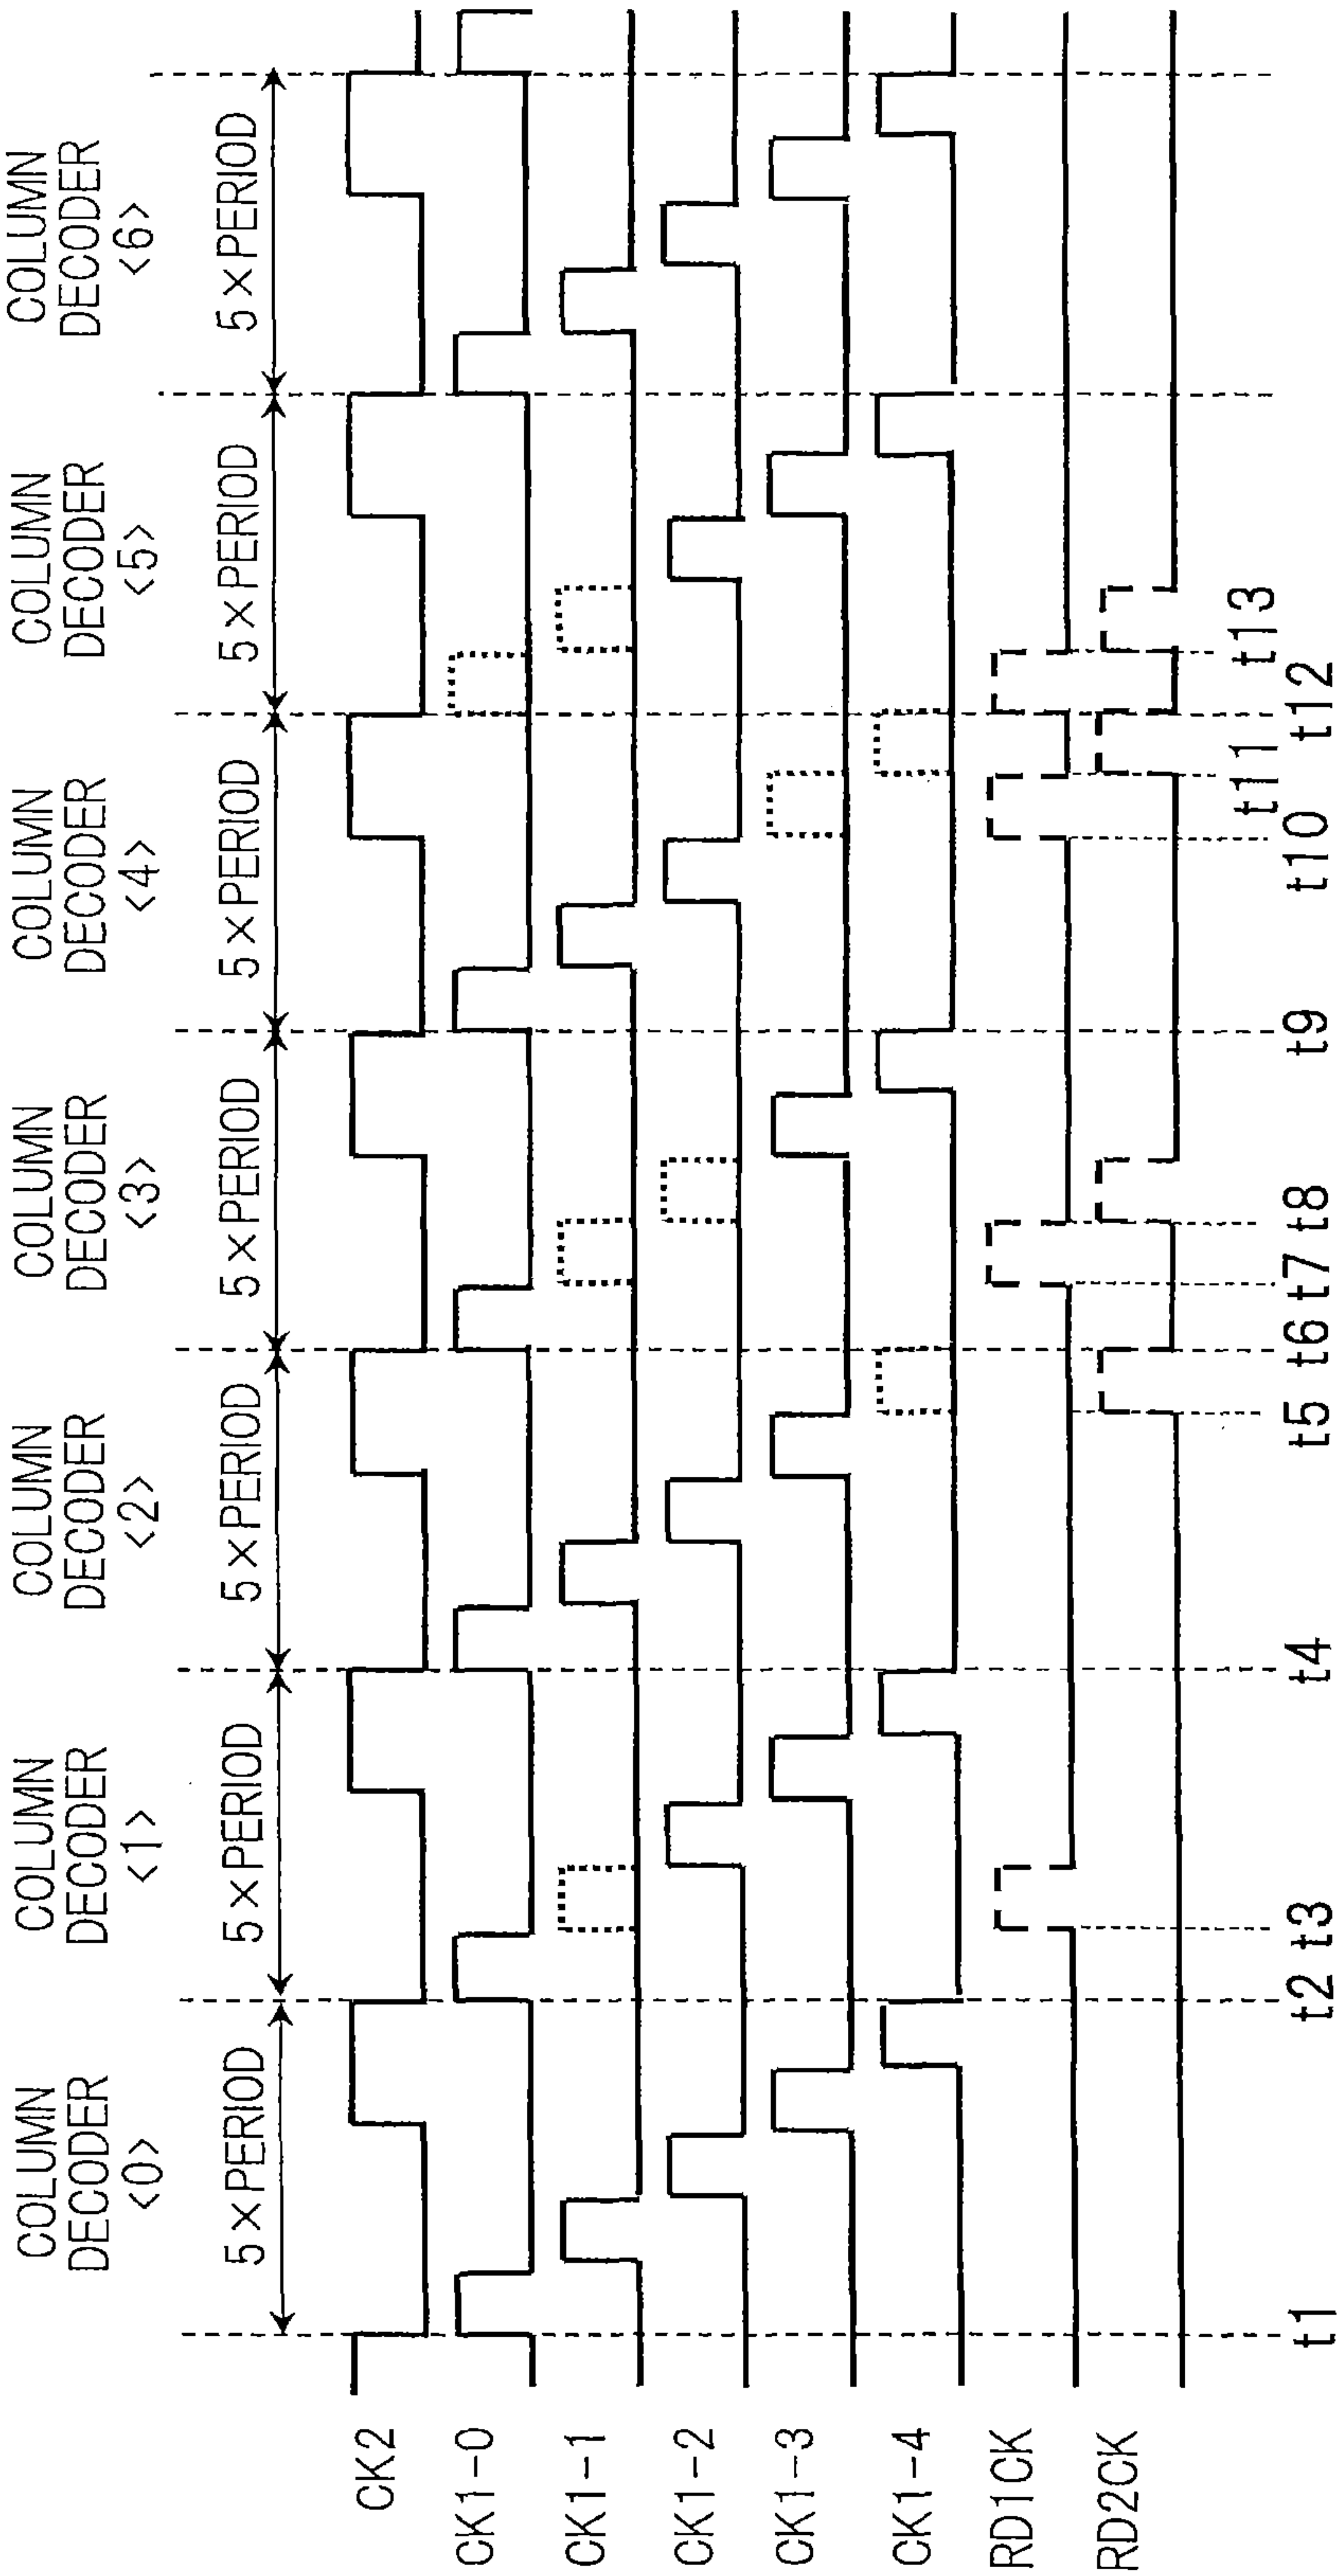 COLUMN
DECODER
<0>
COLUMN
DECODER
<1>
COLUMN
DECODER
<2>
COLUMN
DECODER
<3>
COLUMN
DECODER
<4>
COLUMN
DECODER
<5>
COLUMN
DECODER
<6>
5×PERIOD
5×PERIOD
5×PERIOD
5×PERIOD
5×PERIOD
5×PERIOD
5×PERIOD
CK2
CK1-0
CK1-1
CK1-2
CK1-3
CK1-4
RD1CK
RD2CK
t1
t2
t3
t4
t5
t6
t7
t8
t9
t10
t11
t12
t13